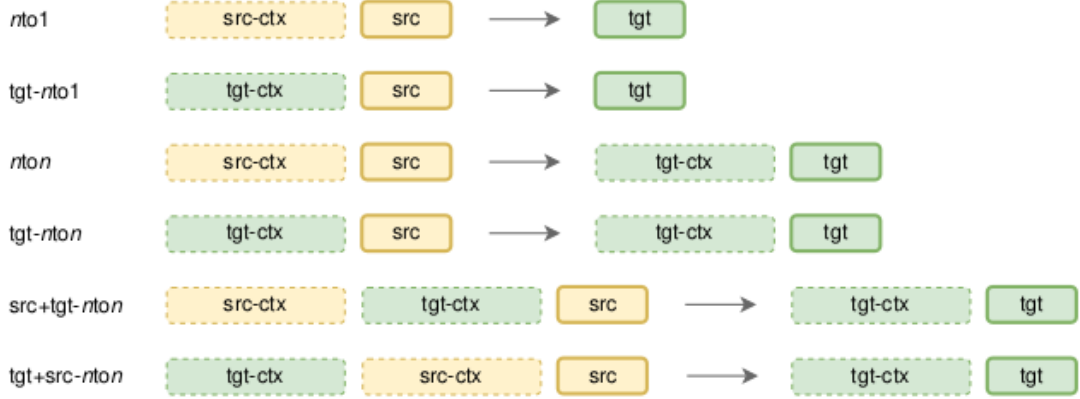 nto1 src-ctx src tgt
tgt-nto1 tgt-ctx src tgt
nton src-ctx src tgt-ctx tgt
tgt-nton tgt-ctx src tgt-ctx tgt
src+tgt-nton src-ctx tgt-ctx src tgt-ctx tgt
tgt+src-nton tgt-ctx src-ctx src tgt-ctx tgt